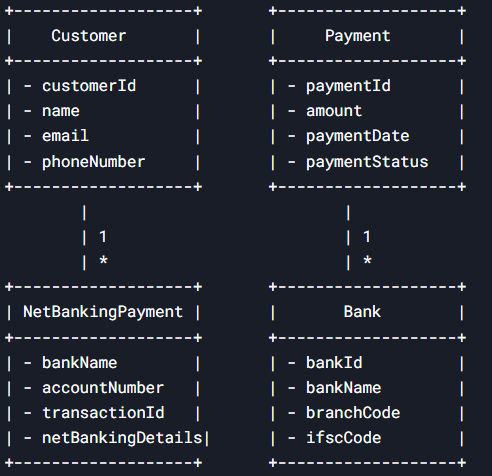 +-------------------+       +-------------------+
|    Customer       |       |     Payment       |
+-------------------+       +-------------------+
| - customerId      |       | - paymentId       |
| - name            |       | - amount          |
| - email           |       | - paymentDate     |
| - phoneNumber     |       | - paymentStatus   |
+-------------------+       +-------------------+
        |                           |
        | 1                         | 1
        | *                         | *
+-------------------+       +-------------------+
| NetBankingPayment |       |       Bank        |
+-------------------+       +-------------------+
| - bankName        |       | - bankId          |
| - accountNumber   |       | - bankName        |
| - transactionId   |       | - branchCode      |
| - netBankingDetails|      | - ifscCode        |
+-------------------+       +-------------------+